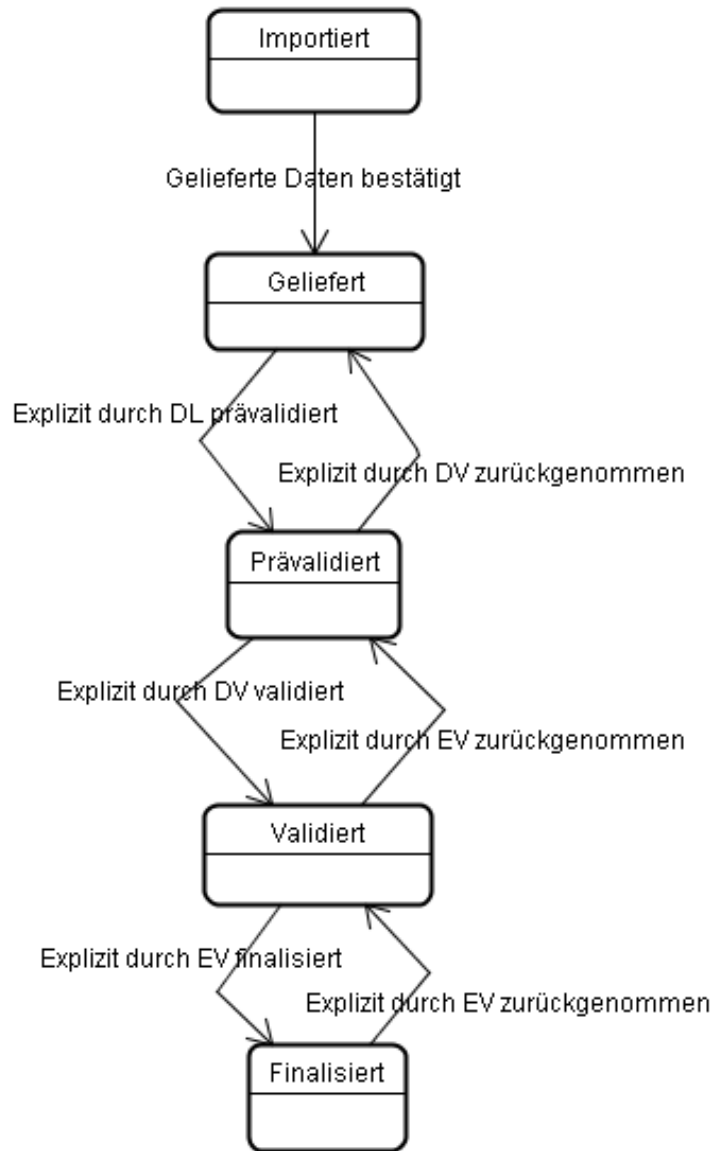 Importiert
Gelieferte Daten bestätigt
Geliefert
Explizit durch DL prävalidiert
Explizit durch DV zurückgenommen
Prävalidiert
Explizit durch DV validiert
Explizit durch EV zurückgenommen
Validiert
Explizit durch EV finalisiert
Explizit durch EV zurückgenommen
Finalisiert